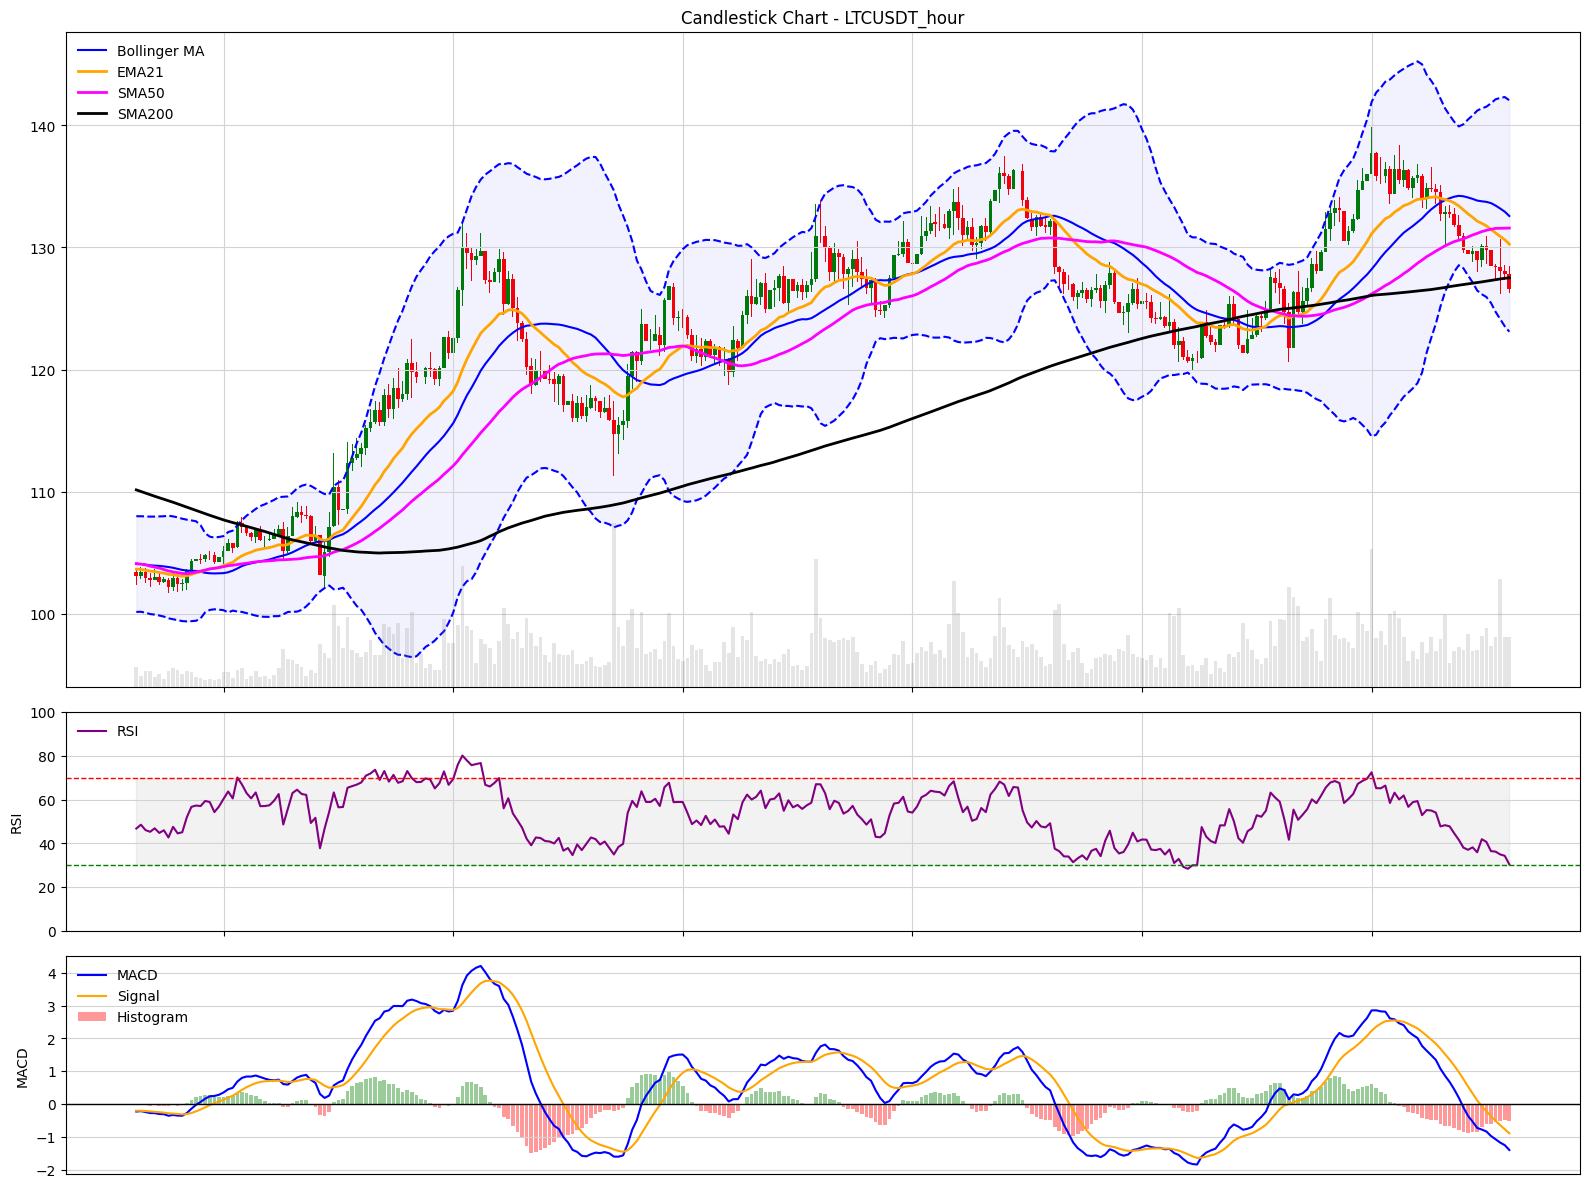 Candlestick Chart - LTCUSDT_hour
Bollinger MA
EMA21
SMA50
SMA200
140
130
120
110
100
RSI
100
80
60
40
20
0
RSI
MACD
Signal
Histogram
4
3
2
1
0
−1
−2
MACD